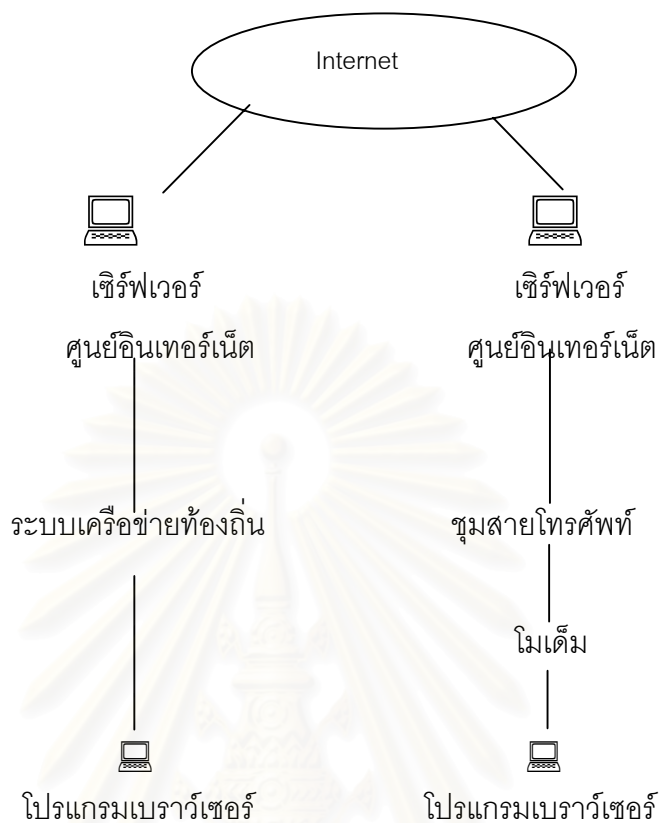 Internet
เซิร์ฟเวอร์ เซิร์ฟเวอร์
ศูนย์อินเทอร์เน็ต ศูนย์อินเทอร์เน็ต
ระบบเครือข่ายท้องถิ่น ชุมสายโทรศัพท์
โมเด็ม
โปรแกรมเบราว์เซอร์ โปรแกรมเบราว์เซอร์